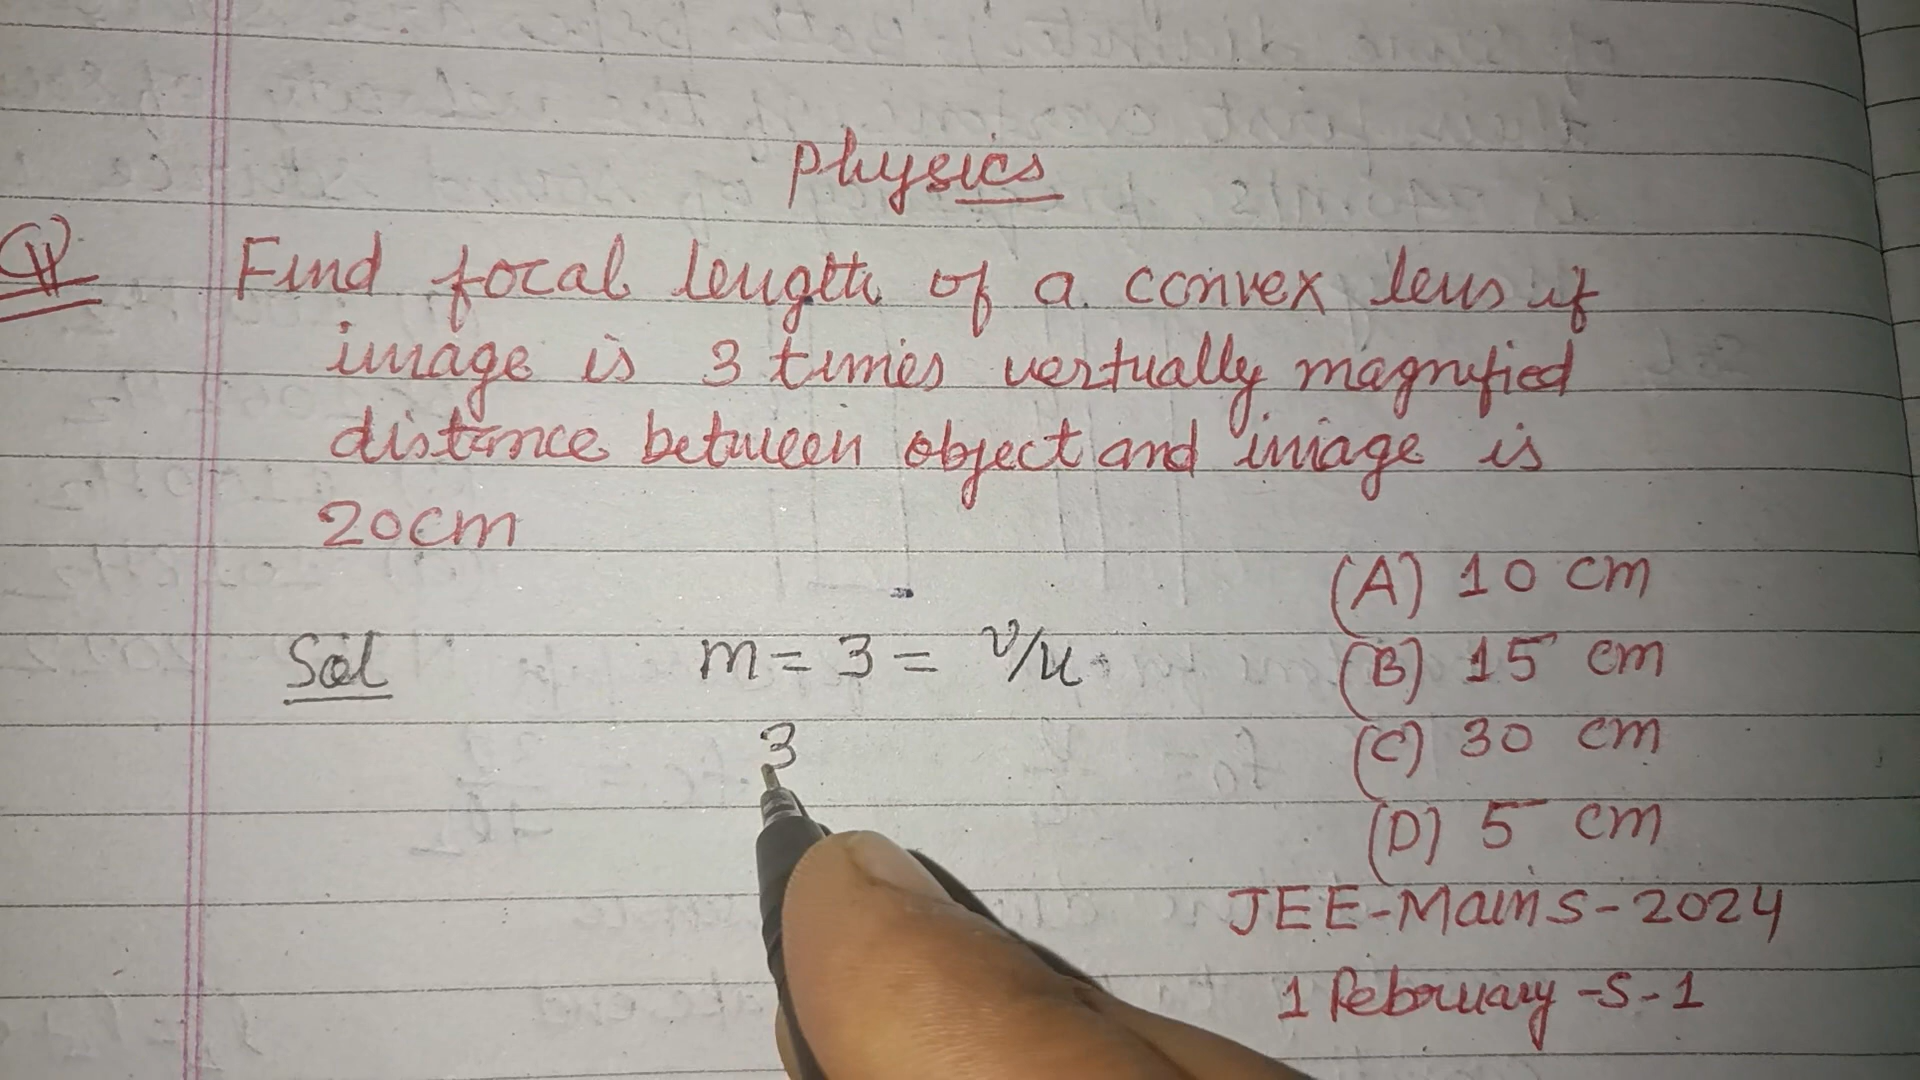 Physics
Q Find focal length of a convex lens if
image is 3 times vertually magnified
distance between object and image is
20cm
(A) 10 cm
Sol m = 3 = v/u
(B) 15 cm
3
(C) 30 cm
(D) 5 cm
JEE-Mains-2024
1 February -S-1